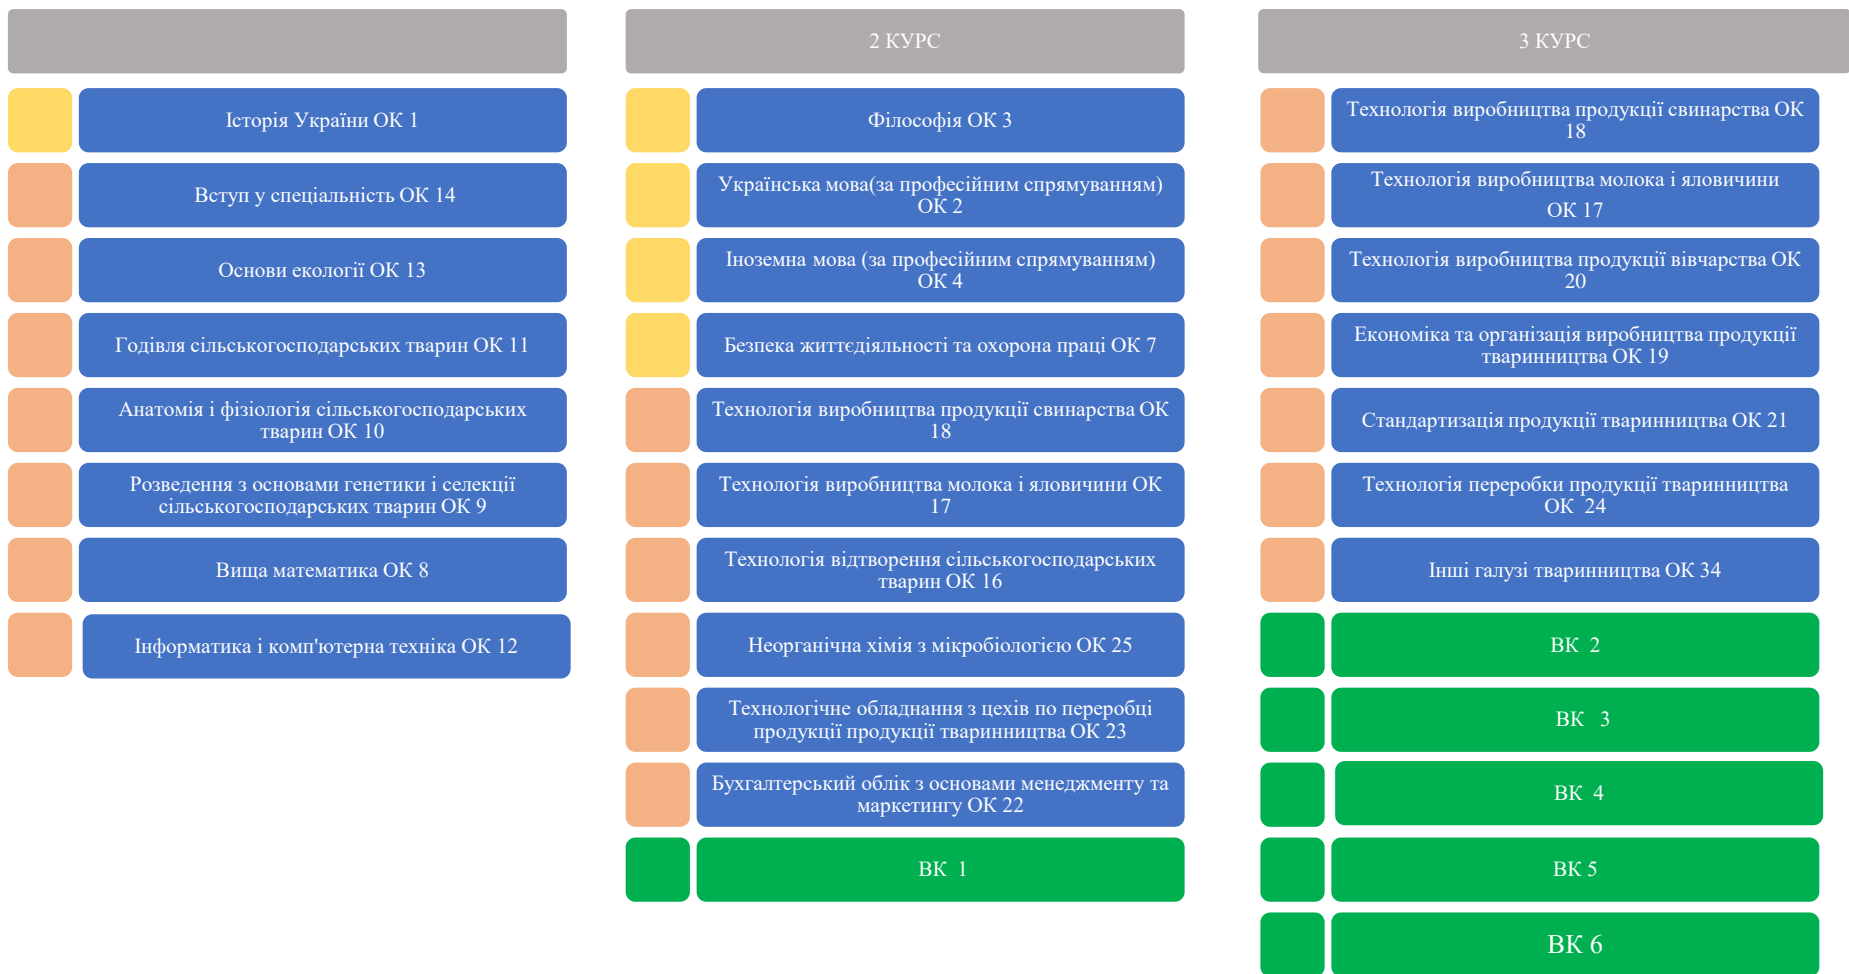 2 КУРС
3 КУРС
Історія України ОК 1
Вступ у спеціальність ОК 14
Основи екології ОК 13
Годівля сільськогосподарських тварин ОК 11
Анатомія і фізіологія сільськогосподарських
тварин ОК 10
Розведення з основами генетики і селекції
сільськогосподарських тварин ОК 9
Вища математика ОК 8
Інформатика і комп'ютерна техніка ОК 12
Філософія ОК 3
Українська мова(за професійним спрямуванням)
ОК 2
Іноземна мова (за професійним спрямуванням)
ОК 4
Безпека життєдіяльності та охорона праці ОК 7
Технологія виробництва продукції свинарства ОК
18
Технологія виробництва молока і яловичини ОК
17
Технологія відтворення сільськогосподарських
тварин ОК 16
Неорганічна хімія з мікробіологією ОК 25
Технологічне обладнання з цехів по переробці
продукції продукції тваринництва ОК 23
Бухгалтерський облік з основами менеджменту та
маркетингу ОК 22
ВК 1
Технологія виробництва продукції свинарства ОК
18
Технологія виробництва молока і яловичини
ОК 17
Технологія виробництва продукції вівчарства ОК
20
Економіка та організація виробництва продукції
тваринництва ОК 19
Стандартизація продукції тваринництва ОК 21
Технологія переробки продукції тваринництва
ОК 24
Інші галузі тваринництва ОК 34
ВК 2
ВК 3
ВК 4
ВК 5
ВК 6